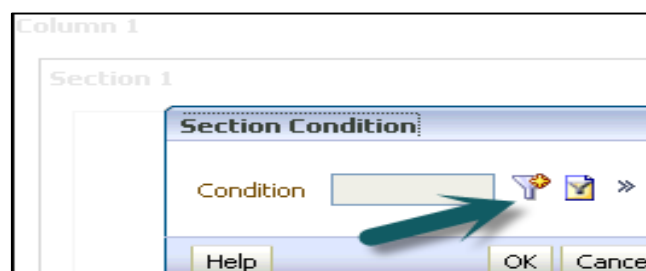 Column 1
Section 1
Section Condition
Condition
Help OK Cance